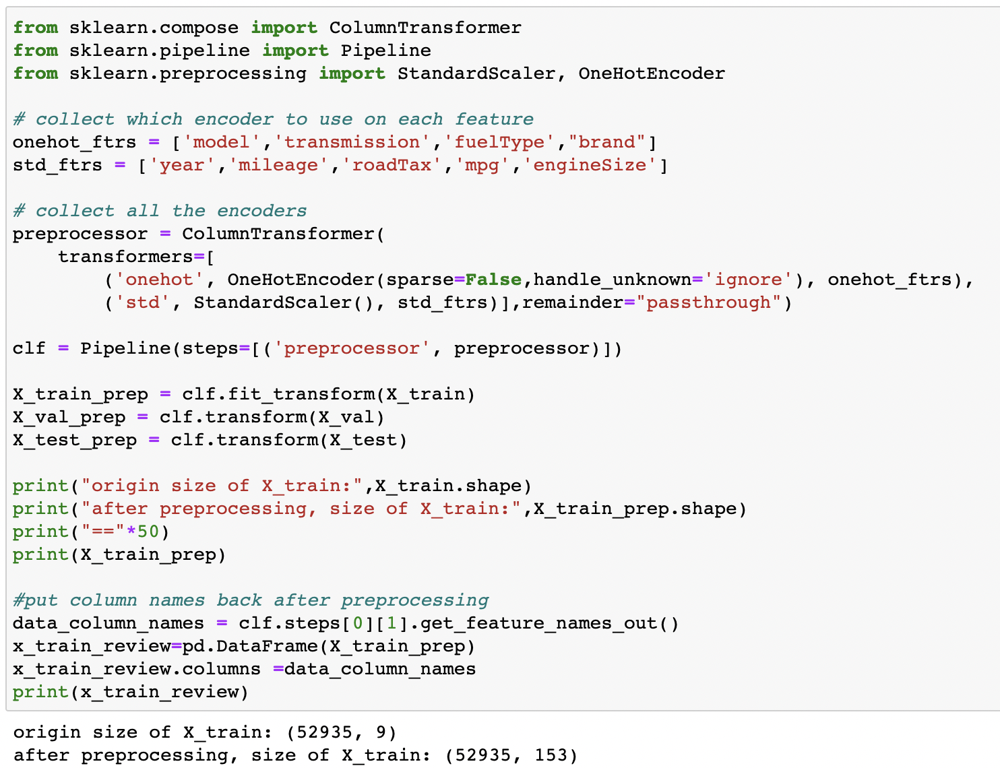 from sklearn.compose import ColumnTransformer
from sklearn.pipeline import Pipeline
from sklearn.preprocessing import StandardScaler, OneHotEncoder

# collect which encoder to use on each feature
onehot_ftrs = ['model','transmission','fuelType',"brand"]
std_ftrs = ['year','mileage','roadTax','mpg','engineSize']

# collect all the encoders
preprocessor = ColumnTransformer(
    transformers=[
        ('onehot', OneHotEncoder(sparse=False,handle_unknown='ignore'), onehot_ftrs),
        ('std', StandardScaler(), std_ftrs)],remainder="passthrough")

clf = Pipeline(steps=[('preprocessor', preprocessor)])

X_train_prep = clf.fit_transform(X_train)
X_val_prep = clf.transform(X_val)
X_test_prep = clf.transform(X_test)

print("origin size of X_train:",X_train.shape)
print("after preprocessing, size of X_train:",X_train_prep.shape)
print("=="*50)
print(X_train_prep)

#put column names back after preprocessing
data_column_names = clf.steps[0][1].get_feature_names_out()
x_train_review=pd.DataFrame(X_train_prep)
x_train_review.columns =data_column_names
print(x_train_review)

origin size of X_train: (52935, 9)
after preprocessing, size of X_train: (52935, 153)